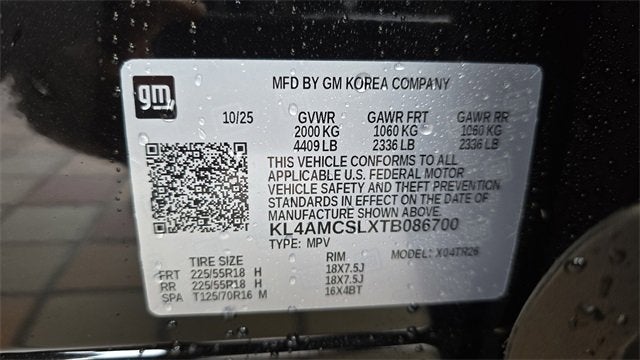 gm
MFD BY GM KOREA COMPANY
10/25 GVWR GAWR FRT GAWR RR
2000 KG 1060 KG 1060 KG
4409 LB 2336 LB 2336 LB
THIS VEHICLE CONFORMS TO ALL
APPLICABLE U.S. FEDERAL MOTOR
VEHICLE SAFETY AND THEFT PREVENTION
STANDARDS IN EFFECT ON THE DATE OF
MANUFACTURE SHOWN ABOVE.
KL4AMCSLXTB086700
TYPE: MPV MODEL: X04TR26
TIRE SIZE RIM
FRT 225/55R18 H 18X7.5J
RR 225/55R18 H 18X7.5J
SPA T125/70R16 M 16X4BT